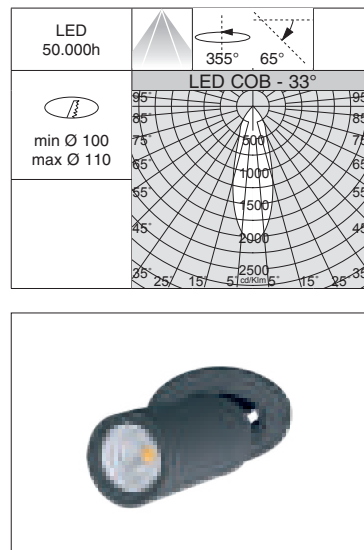 LED
50.000h
355° 65°
LED COB - 33°
min Ø 100
max Ø 110
95° 95
85° 85
75° 75
65° 65
55° 55
45° 45
35° 25° 15° 5° cd/Klm 5° 15° 25° 35
500
1000
1500
2000
2500